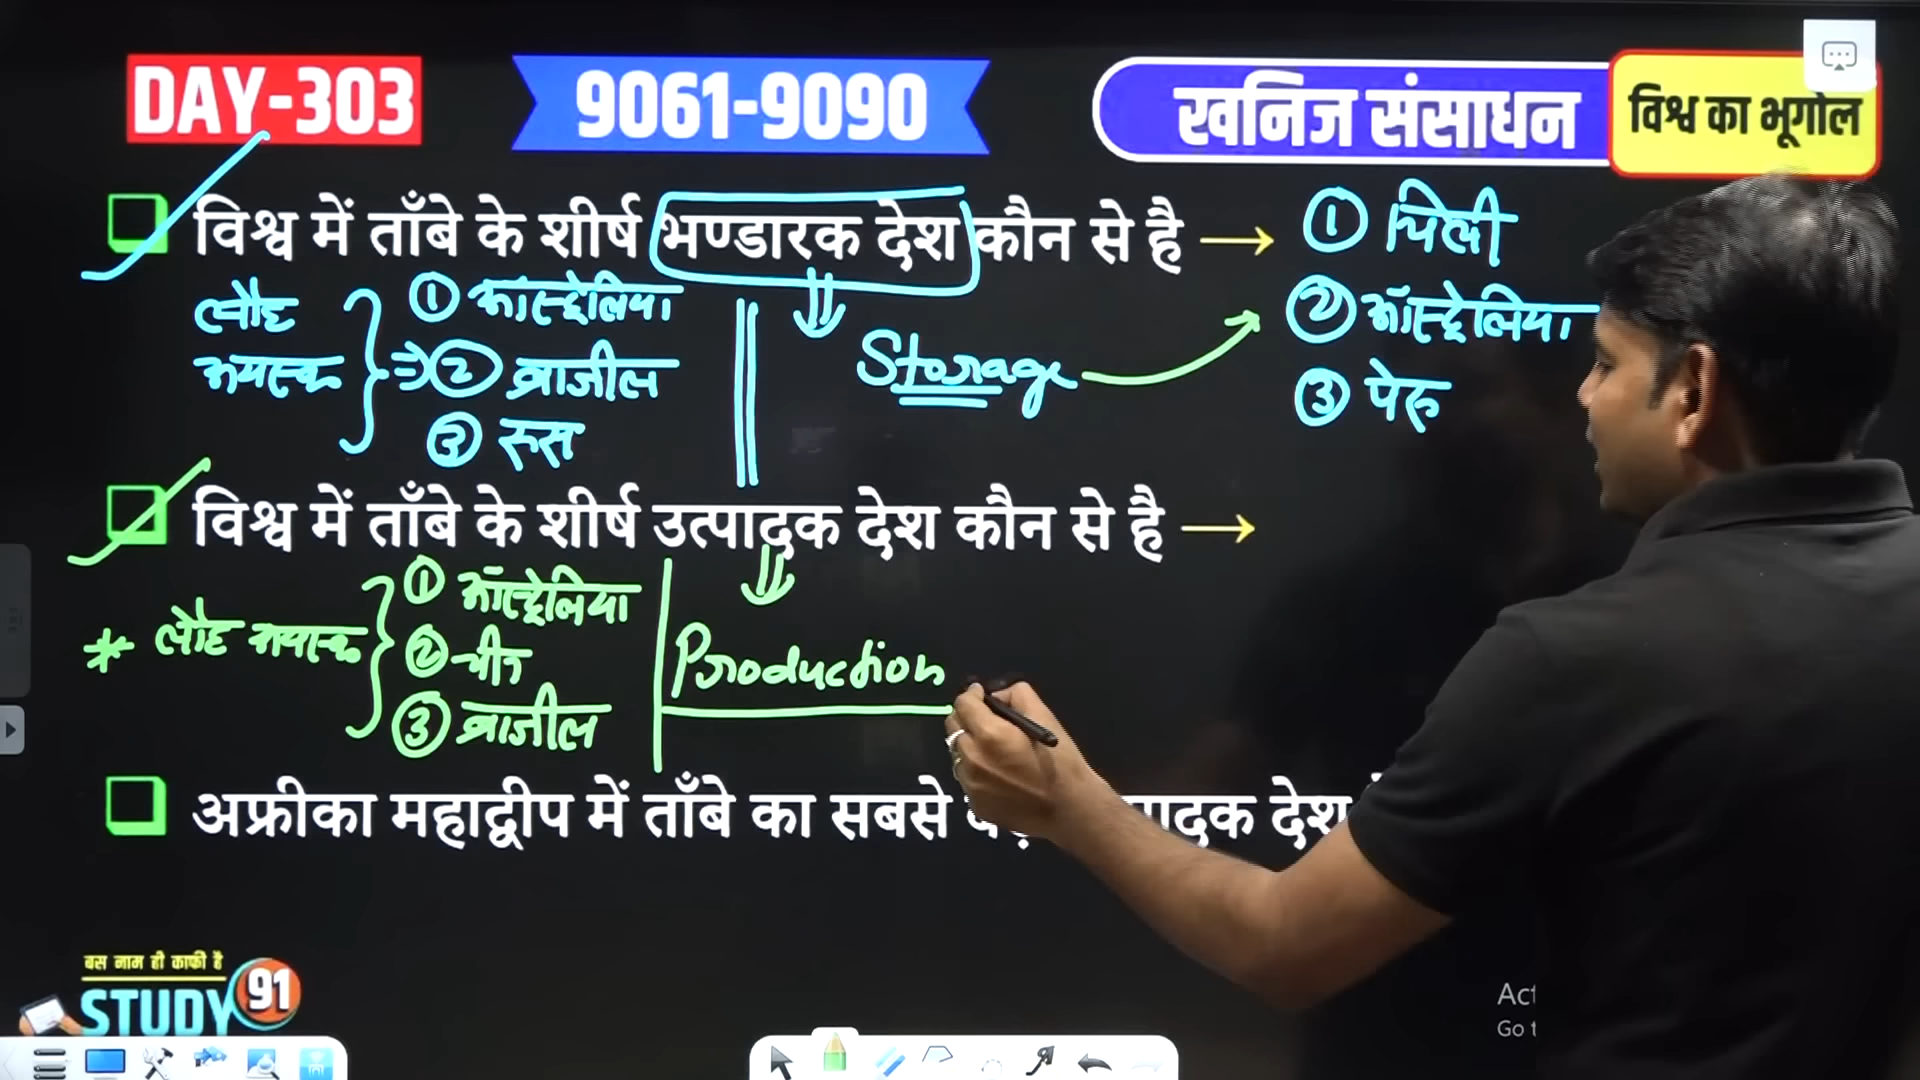 DAY-303
9061-9090
खनिज संसाधन
विश्व का भूगोल
विश्व में ताँबे के शीर्ष भण्डारक देश कौन से है →
① चिली
② ऑस्ट्रेलिया
③ पेरु
लौह अयस्क
① ऑस्ट्रेलिया
② ब्राजील
③ रूस
Storage
विश्व में ताँबे के शीर्ष उत्पादक देश कौन से है →
* लौह अयस्क
① ऑस्ट्रेलिया
② चीन
③ ब्राजील
Production
अफ्रीका महाद्वीप में ताँबे का सबसे देश
बस नाम ही काफी है
STUDY 91